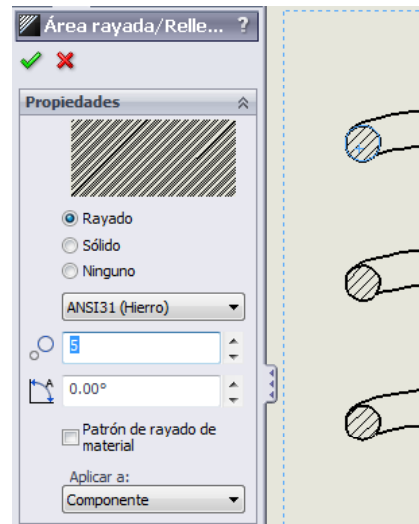 Área rayada/Relle... ?
Propiedades
Rayado
Sólido
Ninguno
ANSI31 (Hierro)
5
A
0.00°
Patrón de rayado de
material
Aplicar a:
Componente